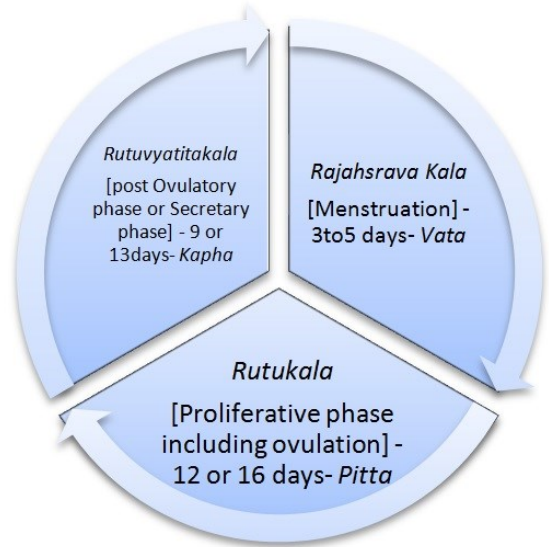 Rutuvyatitakala
[post Ovulatory
phase or Secretary
phase] - 9 or
13days- Kapha
Rajahsrava Kala
[Menstruation] -
3to5 days- Vata
Rutukala
[Proliferative phase
including ovulation] -
12 or 16 days- Pitta